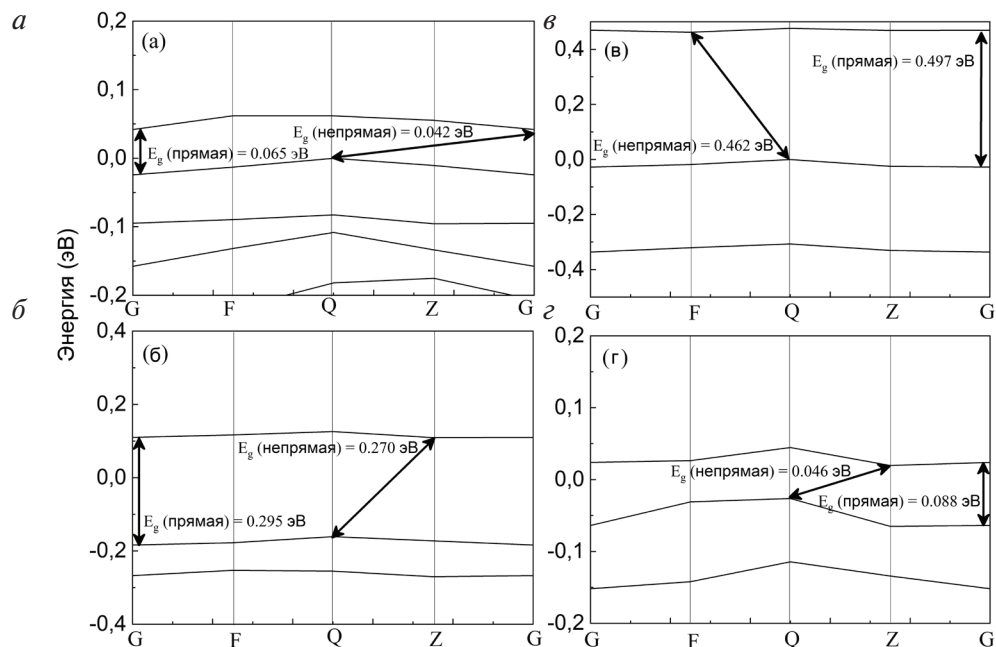 а
(а)
0,2
0,1
0,0
-0,1
-0,2
E_g (непрямая) = 0.042 эВ
E_g (прямая) = 0.065 эВ
G F Q Z G
в
(в)
0,4
0,2
0,0
-0,2
-0,4
E_g (прямая) = 0.497 эВ
E_g (непрямая) = 0.462 эВ
G F Q Z G
Энергия (эВ)
б
(б)
0,4
0,2
0,0
-0,2
-0,4
E_g (непрямая) = 0.270 эВ
E_g (прямая) = 0.295 эВ
G F Q Z G
г
(г)
0,2
0,1
0,0
-0,1
-0,2
E_g (непрямая) = 0.046 эВ
E_g (прямая) = 0.088 эВ
G F Q Z G